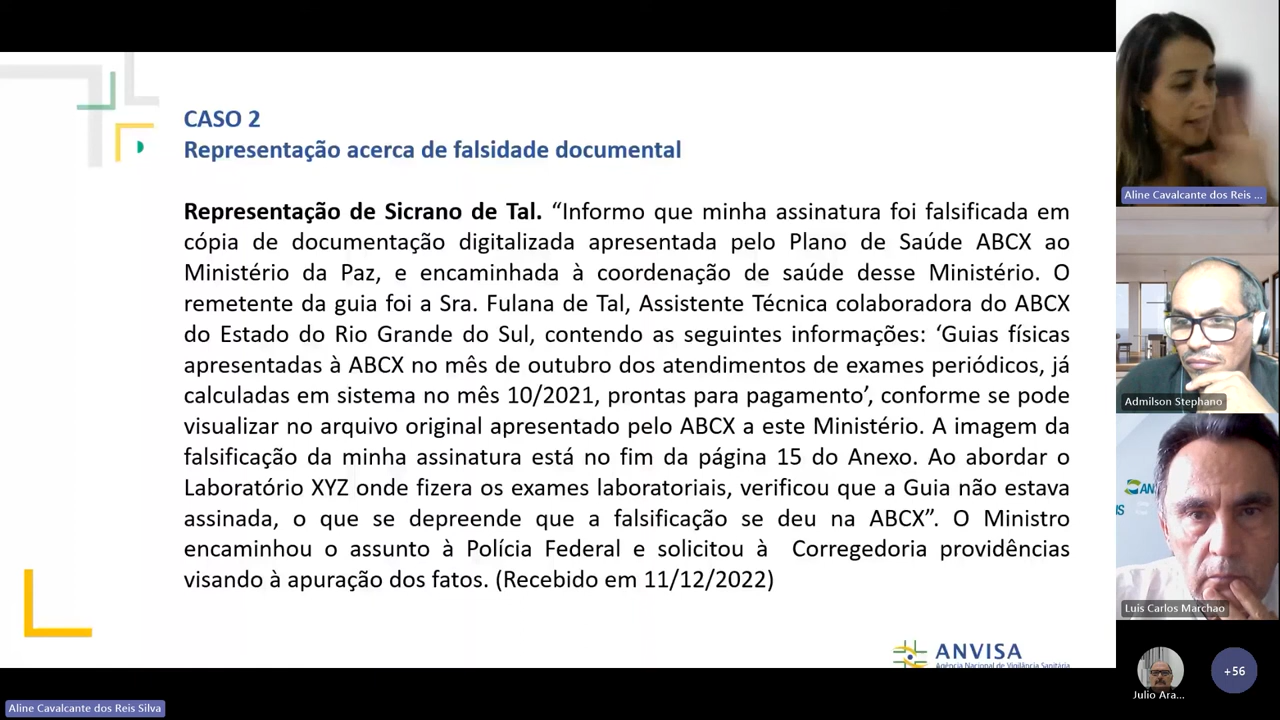 CASO 2
Representação acerca de falsidade documental
Representação de Sicrano de Tal. “Informo que minha assinatura foi falsificada em
cópia de documentação digitalizada apresentada pelo Plano de Saúde ABCX ao
Ministério da Paz, e encaminhada à coordenação de saúde desse Ministério. O
remetente da guia foi a Sra. Fulana de Tal, Assistente Técnica colaboradora do ABCX
do Estado do Rio Grande do Sul, contendo as seguintes informações: ‘Guias físicas
apresentadas à ABCX no mês de outubro dos atendimentos de exames periódicos, já
calculadas em sistema no mês 10/2021, prontas para pagamento’, conforme se pode
visualizar no arquivo original apresentado pelo ABCX a este Ministério. A imagem da
falsificação da minha assinatura está no fim da página 15 do Anexo. Ao abordar o
Laboratório XYZ onde fizera os exames laboratoriais, verificou que a Guia não estava
assinada, o que se depreende que a falsificação se deu na ABCX”. O Ministro
encaminhou o assunto à Polícia Federal e solicitou à Corregedoria providências
visando à apuração dos fatos. (Recebido em 11/12/2022)
ANVISA
Agência Nacional de Vigilância Sanitária
Aline Cavalcante dos Reis Silva
Aline Cavalcante dos Reis ...
Admilson Stephano
Luis Carlos Marchao
Julio Ara...
+56